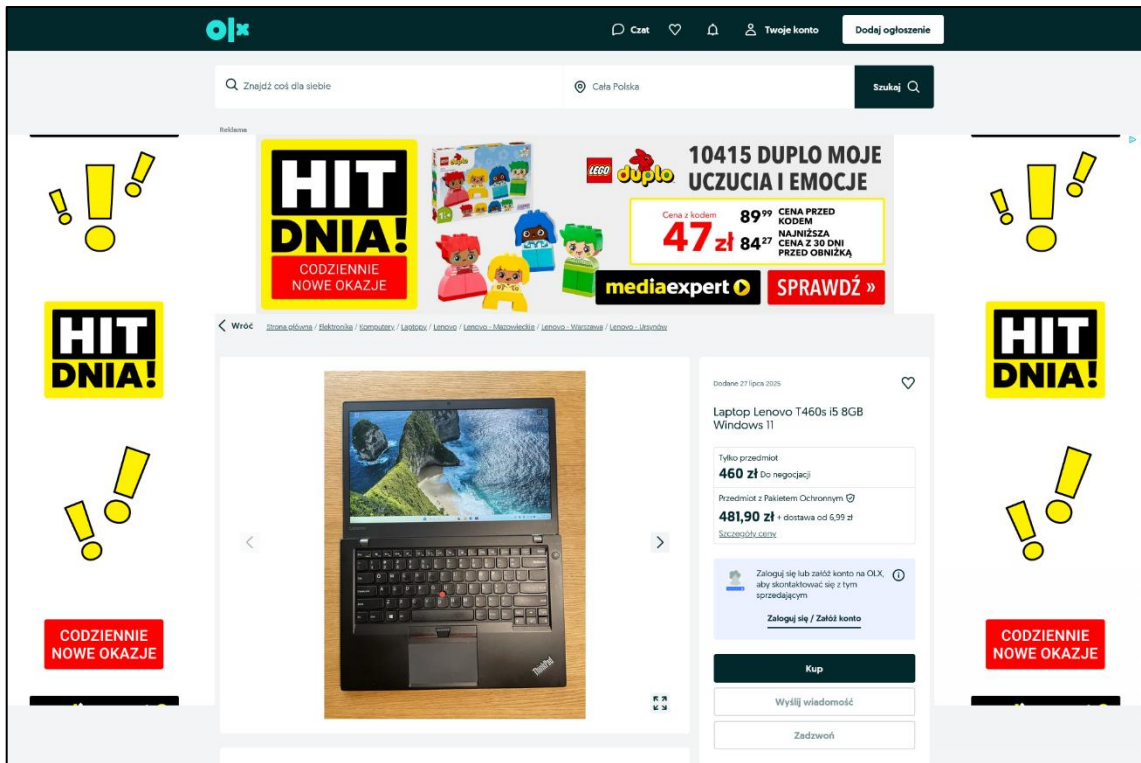 olx
Czat
Twoje konto
Dodaj ogłoszenie
Znajdź coś dla siebie
Cała Polska
Szukaj
Reklama
HIT
DNIA!
CODZIENNIE
NOWE OKAZJE
LEGO duplo
10415 DUPLO MOJE
UCZUCIA I EMOCJE
Cena z kodem
47 zł
89⁹⁹ CENA PRZED
KODEM
84²⁷ NAJNIŻSZA
CENA Z 30 DNI
PRZED OBNIŻKĄ
mediaexpert
SPRAWDŹ »
HIT
DNIA!
CODZIENNIE
NOWE OKAZJE
HIT
DNIA!
CODZIENNIE
NOWE OKAZJE
Wróć
Strona główna / Elektronika / Komputery / Laptopy / Lenovo / Lenovo - Mazowieckie / Lenovo - Warszawa / Lenovo - Ursynów
ThinkPad
Dodane 27 lipca 2025
Laptop Lenovo T460s i5 8GB
Windows 11
Tylko przedmiot
460 zł Do negocjacji
Przedmiot z Pakietem Ochronnym
481,90 zł + dostawa od 6,99 zł
Szczegóły ceny
Zaloguj się lub załóż konto na OLX,
aby skontaktować się z tym
sprzedającym
Zaloguj się / Załóż konto
Kup
Wyślij wiadomość
Zadzwoń